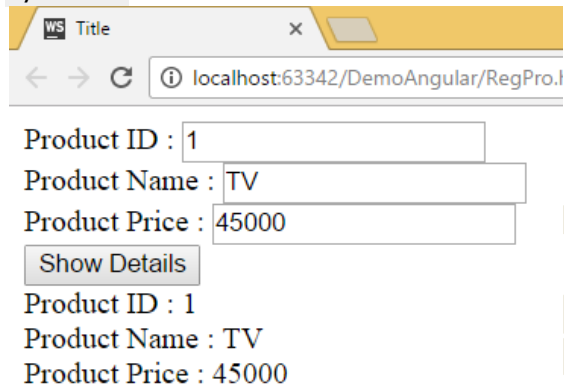 WS Title ×
localhost:63342/DemoAngular/RegPro.h
Product ID : 1
Product Name : TV
Product Price : 45000
Show Details
Product ID : 1
Product Name : TV
Product Price : 45000